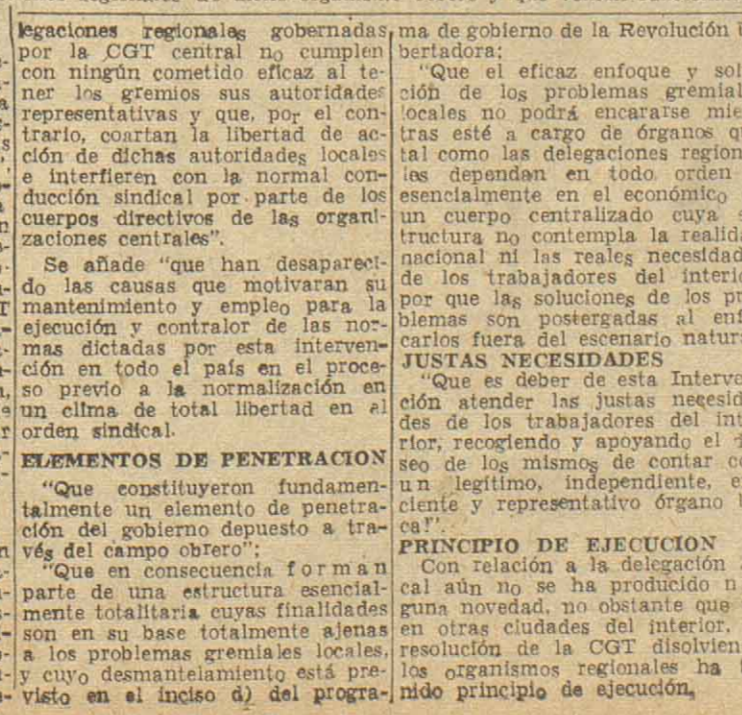 legaciones regionales gobernadas
por la CGT central no cumplen
con ningún cometido eficaz al te-
ner los gremios sus autoridades
representativas y que, por el con-
trario, coartan la libertad de ac-
ción de dichas autoridades locales
e interfieren con la normal con-
ducción sindical por parte de los
cuerpos directivos de las organi-
zaciones centrales".
Se añade "que han desapareci-
do las causas que motivaran su
mantenimiento y empleo para la
ejecución y contralor de las nor-
mas dictadas por esta interven-
ción en todo el país en el proce-
so previo a la normalización en
un clima de total libertad en al
orden sindical.
ELEMENTOS DE PENETRACION
"Que constituyeron fundamen-
talmente un elemento de penetra-
ción del gobierno depuesto a tra-
vés del campo obrero";
"Que en consecuencia forman
parte de una estructura esencial-
mente totalitaria cuyas finalidades
son en su base totalmente ajenas
a los problemas gremiales locales,
y cuyo desmantelamiento está pre-
visto en el inciso d) del progra-
ma de gobierno de la Revolución
bertadora;
"Que el eficaz enfoque y sol
ción de los problemas gremial
locales no podrá encararse mie
tras esté a cargo de órganos q
tal como las delegaciones region
les dependan en todo orden
esencialmente en el económico
un cuerpo centralizado cuya
tructura no contempla la realida
nacional ni las reales necesidad
de los trabajadores del interi
por que las soluciones de los pr
blemas son postergadas al enf
carlos fuera del escenario natur
JUSTAS NECESIDADES
"Que es deber de esta Interve
ción atender las justas necesid
des de los trabajadores del int
rior, recogiendo y apoyando el
seo de los mismos de contar c
un legítimo, independiente, e
ciente y representativo órgano
cal".
PRINCIPIO DE EJECUCION
Con relación a la delegación
cal aún no se ha producido n
guna novedad, no obstante que
en otras ciudades del interior,
resolución de la CGT disolvien
los organismos regionales ha
nido principio de ejecución,